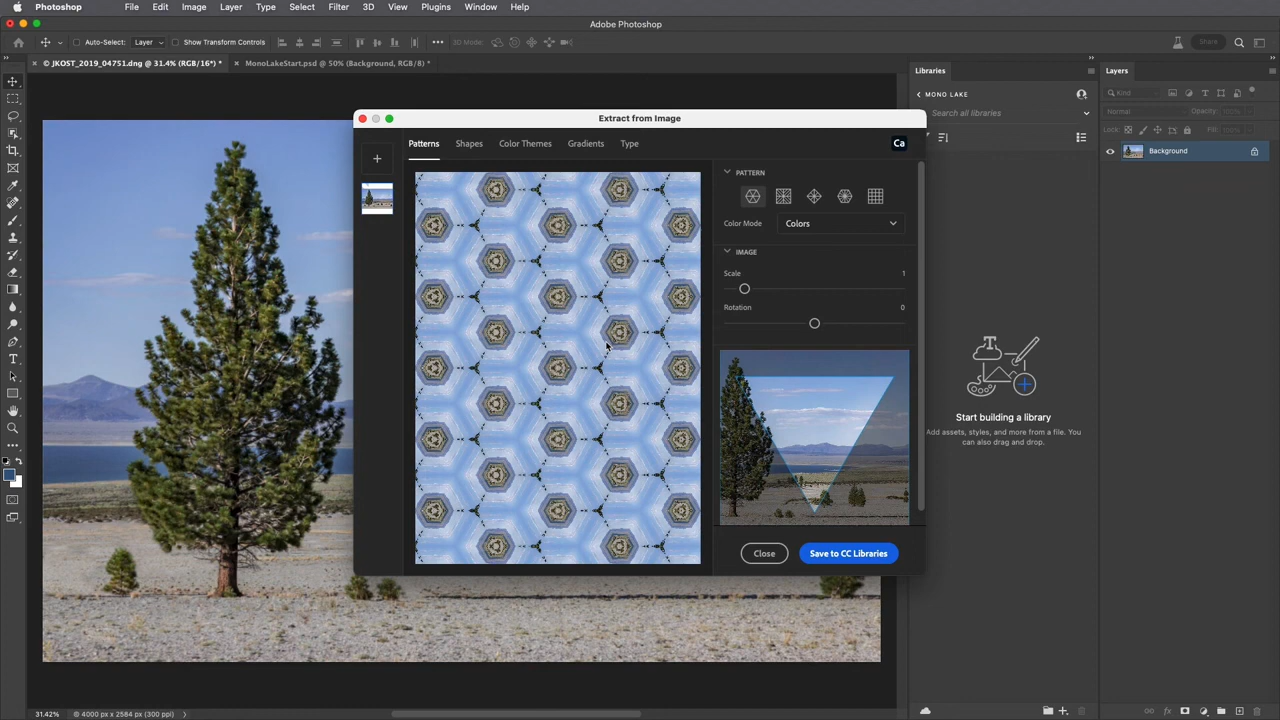 Photoshop File Edit Image Layer Type Select Filter 3D View Plugins Window Help
Adobe Photoshop
Auto-Select: Layer Show Transform Controls 3D Mode: Share
© JKOST_2019_04751.dng @ 31.4% (RGB/16*) * MonoLakeStart.psd @ 50% (Background, RGB/8) *
Libraries
MONO LAKE
Search all libraries
Layers
Kind
Normal Opacity: 100%
Lock: Fill: 100%
Background
Extract from Image
Patterns Shapes Color Themes Gradients Type Ca
PATTERN
Color Mode Colors
IMAGE
Scale 1
Rotation 0
Close Save to CC Libraries
T
Start building a library
Add assets, styles, and more from a file. You
can also drag and drop.
31.42% © 4000 px x 2584 px (300 ppi)
fx